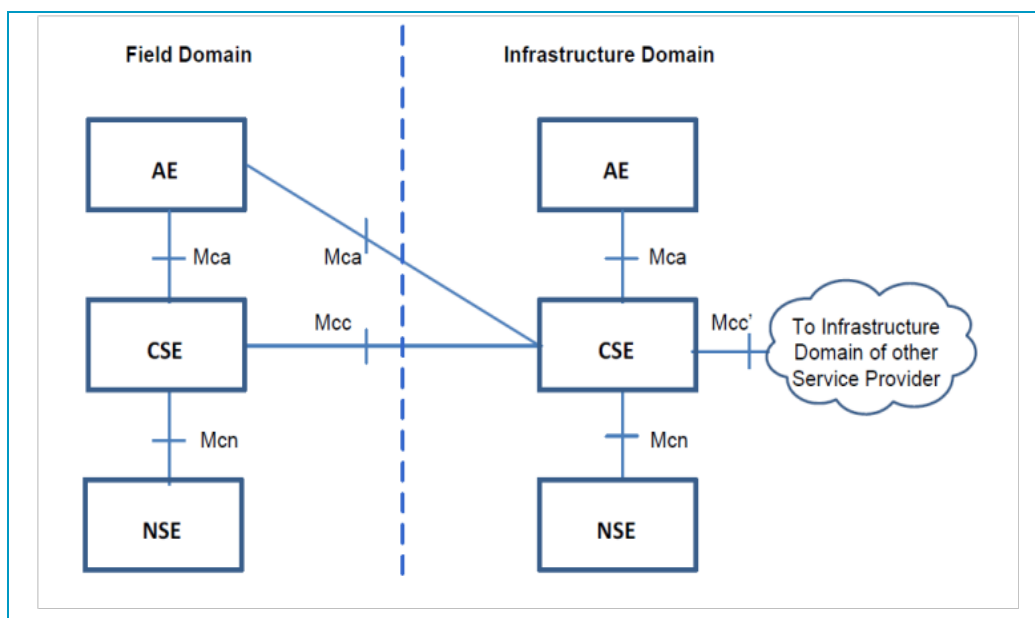 Field Domain
Infrastructure Domain
AE
AE
Mca
Mca
Mca
Mcc
Mcc’
CSE
CSE
To Infrastructure
Domain of other
Service Provider
Mcn
Mcn
NSE
NSE